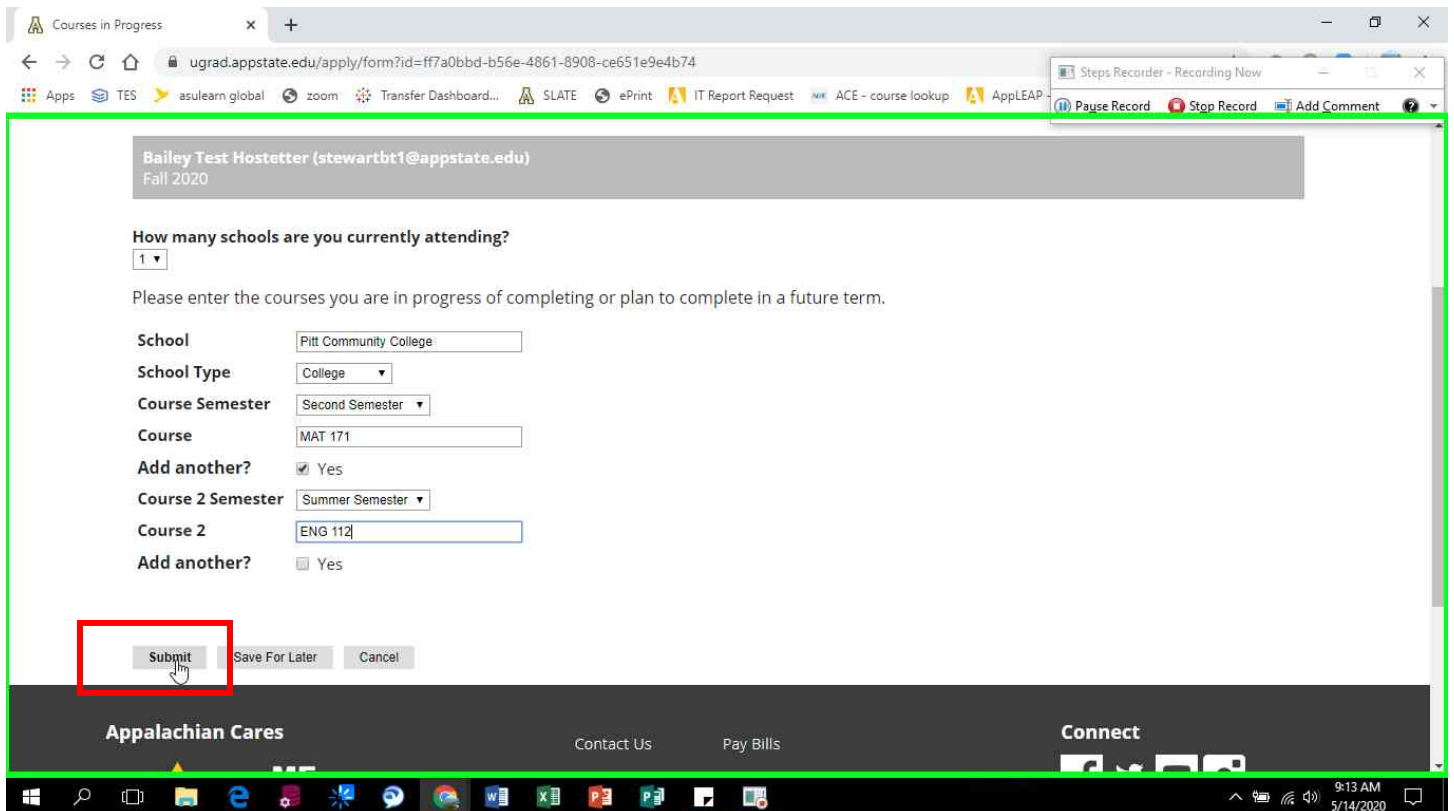 Courses in Progress
ugrad.appstate.edu/apply/form?id=ff7a0bbd-b56e-4861-8908-ce651e9e4b74
Steps Recorder - Recording Now
Apps TES asulearn global zoom Transfer Dashboard... SLATE ePrint IT Report Request ACE - course lookup AppLEAP -
Pause Record Stop Record Add Comment
Bailey Test Hostetter (stewartbt1@appstate.edu)
Fall 2020
How many schools are you currently attending?
1
Please enter the courses you are in progress of completing or plan to complete in a future term.
School Pitt Community College
School Type College
Course Semester Second Semester
Course MAT 171
Add another? Yes
Course 2 Semester Summer Semester
Course 2 ENG 112
Add another? Yes
Submit Save For Later Cancel
Appalachian Cares Connect
Contact Us Pay Bills
9:13 AM
5/14/2020